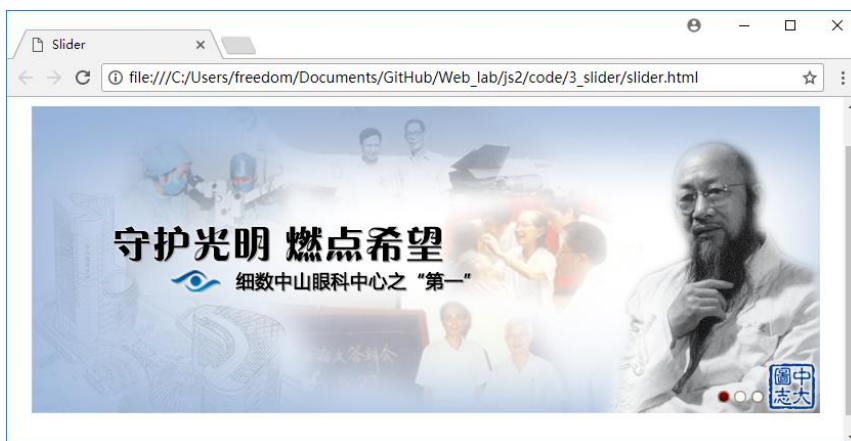 Slider
file:///C:/Users/freedom/Documents/GitHub/Web_lab/js2/code/3_slider/slider.html
守护光明 燃点希望
细数中山眼科中心之“第一”
圖中
志大